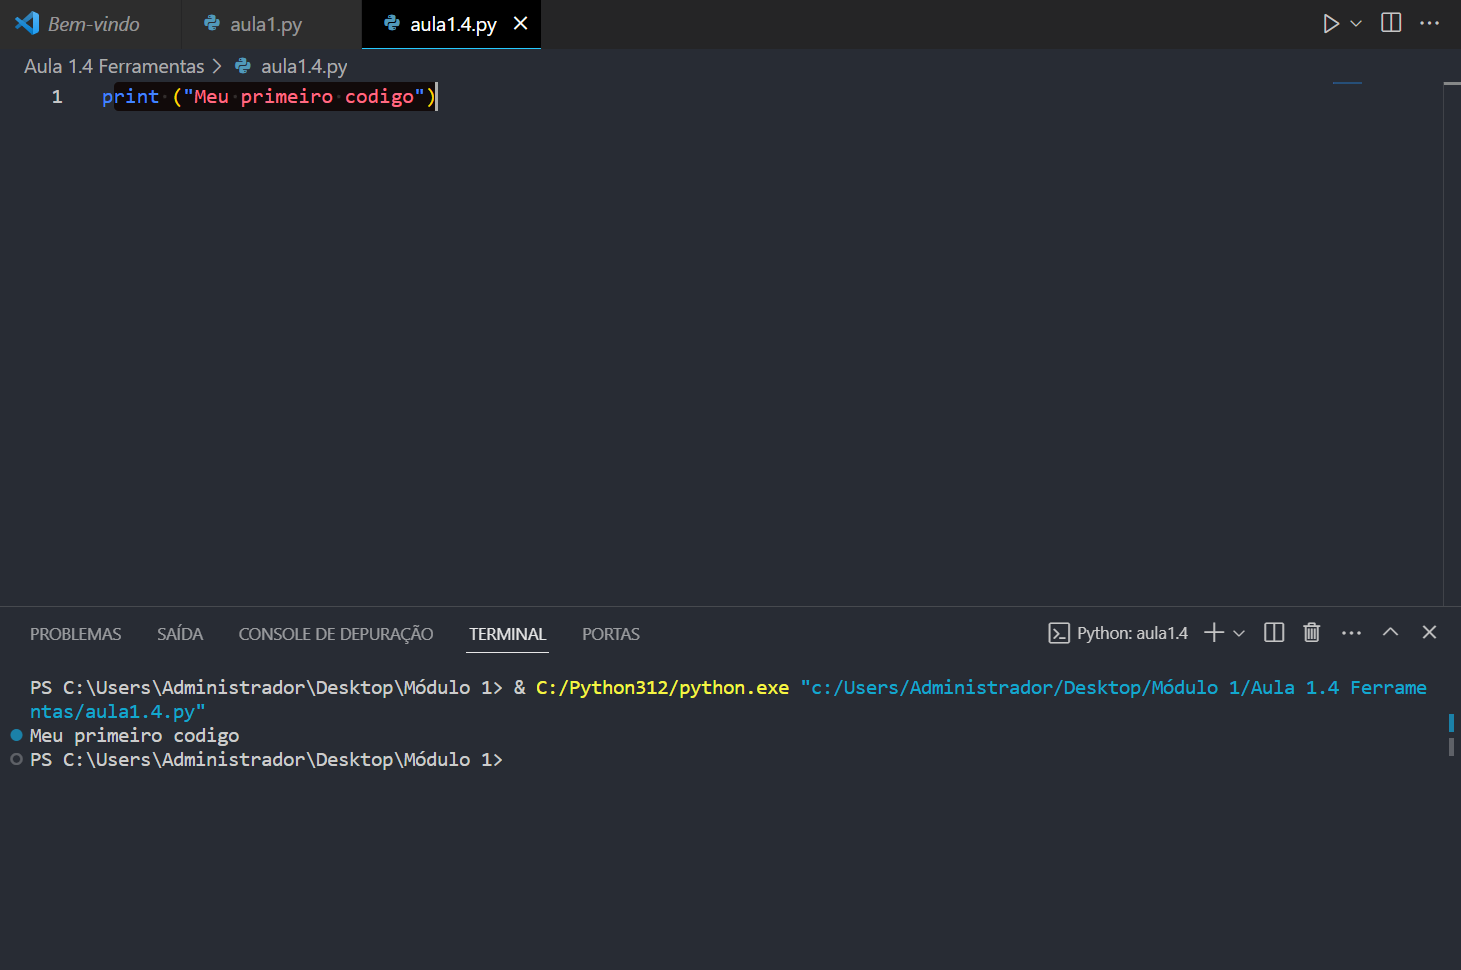 Bem-vindo aula1.py aula1.4.py
Aula 1.4 Ferramentas > aula1.4.py
1 print ("Meu primeiro codigo")
PROBLEMAS SAÍDA CONSOLE DE DEPURAÇÃO TERMINAL PORTAS Python: aula1.4
PS C:\Users\Administrador\Desktop\Módulo 1> & C:/Python312/python.exe "c:/Users/Administrador/Desktop/Módulo 1/Aula 1.4 Ferrame
ntas/aula1.4.py"
Meu primeiro codigo
PS C:\Users\Administrador\Desktop\Módulo 1>